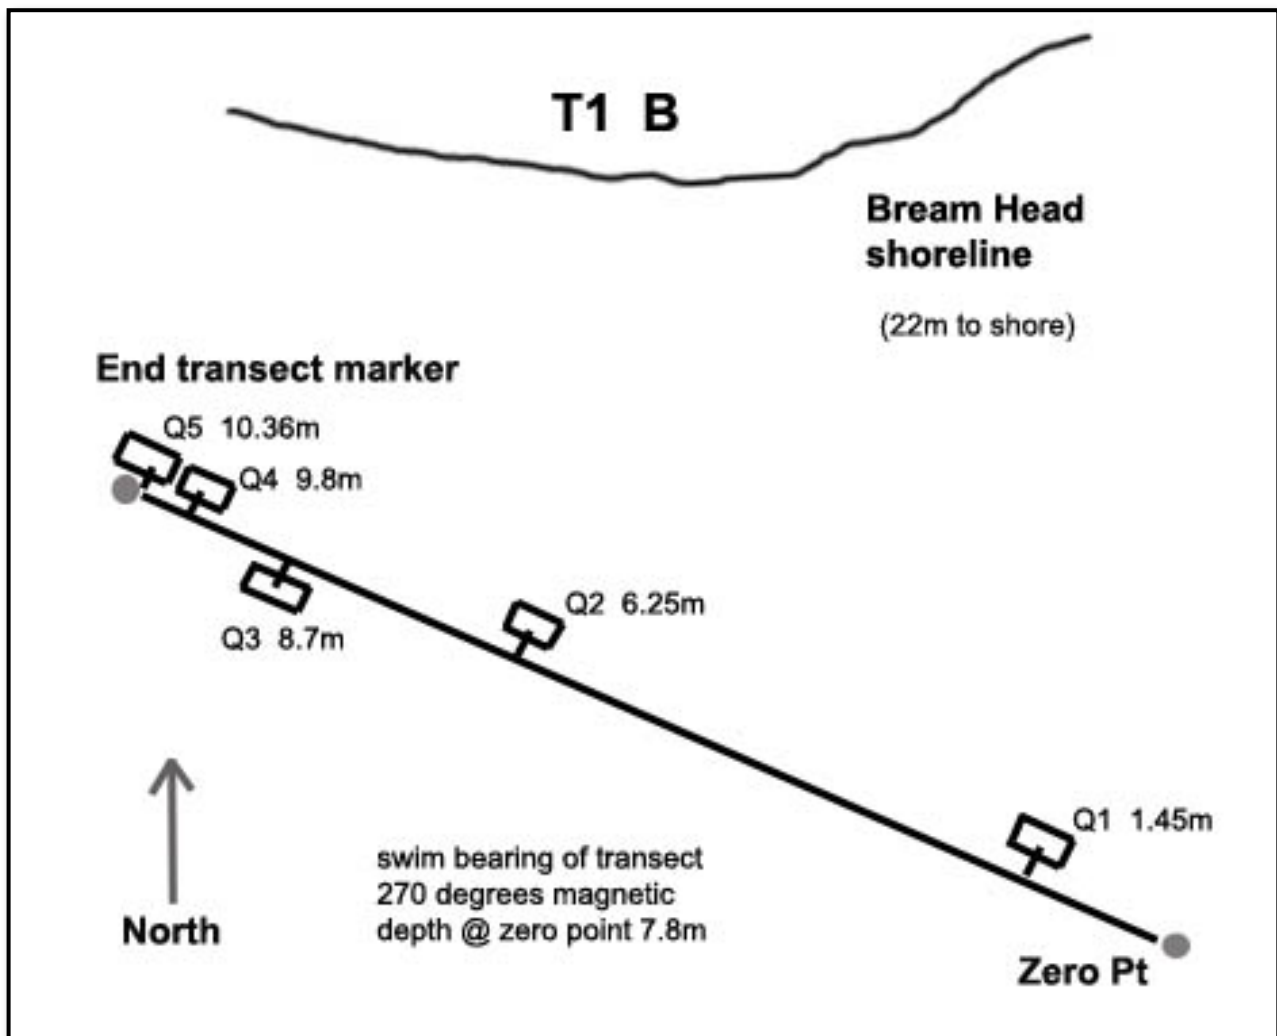 T1 B
Bream Head
shoreline
(22m to shore)
End transect marker
Q5 10.36m
Q4 9.8m
Q2 6.25m
Q3 8.7m
Q1 1.45m
swim bearing of transect
270 degrees magnetic
depth @ zero point 7.8m
North
Zero Pt